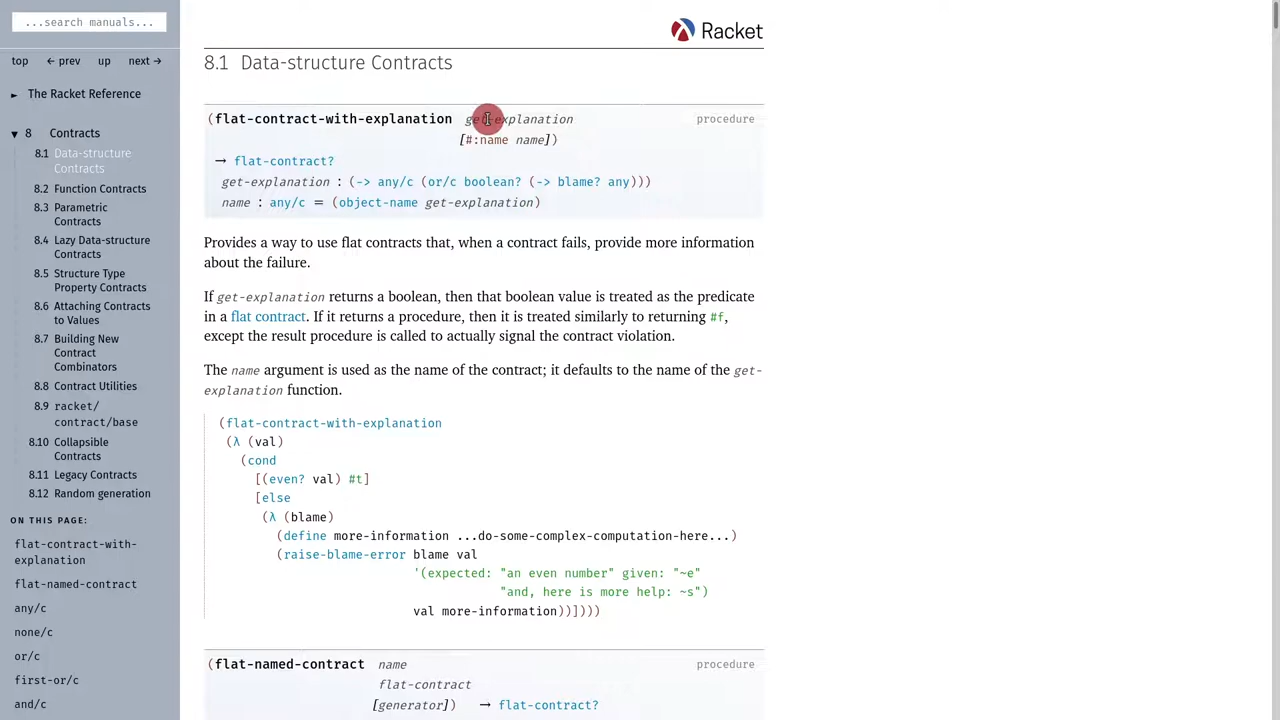 ...search manuals...
top ← prev up next →
► The Racket Reference
▼ 8 Contracts
8.1 Data-structure
Contracts
8.2 Function Contracts
8.3 Parametric
Contracts
8.4 Lazy Data-structure
Contracts
8.5 Structure Type
Property Contracts
8.6 Attaching Contracts
to Values
8.7 Building New
Contract
Combinators
8.8 Contract Utilities
8.9 racket/
contract/base
8.10 Collapsible
Contracts
8.11 Legacy Contracts
8.12 Random generation
ON THIS PAGE:
flat-contract-with-
explanation
flat-named-contract
any/c
none/c
or/c
first-or/c
and/c
Racket
8.1 Data-structure Contracts
(flat-contract-with-explanation get-explanation procedure
[#:name name])
→ flat-contract?
get-explanation : (-> any/c (or/c boolean? (-> blame? any)))
name : any/c = (object-name get-explanation)
Provides a way to use flat contracts that, when a contract fails, provide more information
about the failure.
If get-explanation returns a boolean, then that boolean value is treated as the predicate
in a flat contract. If it returns a procedure, then it is treated similarly to returning #f,
except the result procedure is called to actually signal the contract violation.
The name argument is used as the name of the contract; it defaults to the name of the get-
explanation function.
(flat-contract-with-explanation
(λ (val)
(cond
[(even? val) #t]
[else
(λ (blame)
(define more-information ...do-some-complex-computation-here...)
(raise-blame-error blame val
'(expected: "an even number" given: "~e"
"and, here is more help: ~s")
val more-information))])))
(flat-named-contract name procedure
flat-contract
[generator]) → flat-contract?